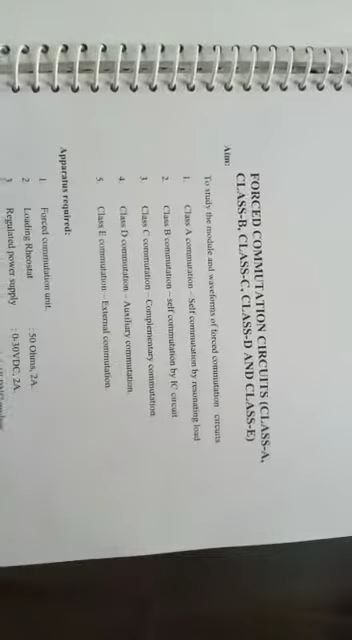 FORCED COMMUTATION CIRCUITS (CLASS-A,
CLASS-B, CLASS-C, CLASS-D AND CLASS-E)
Aim:
To study the module and waveforms of forced commutation circuits
1. Class A commutation – Self commutation by resonating load
2. Class B commutation – self commutation by lC circuit
3. Class C commutation – Complementary commutation
4. Class D commutation – Auxiliary commutation.
5. Class E commutation – External commutation.
Apparatus required:
1 Forced commutation unit.
2 Loading Rheostat : 50 Ohms, 2A.
3 Regulated power supply : 0-30VDC, 2A.